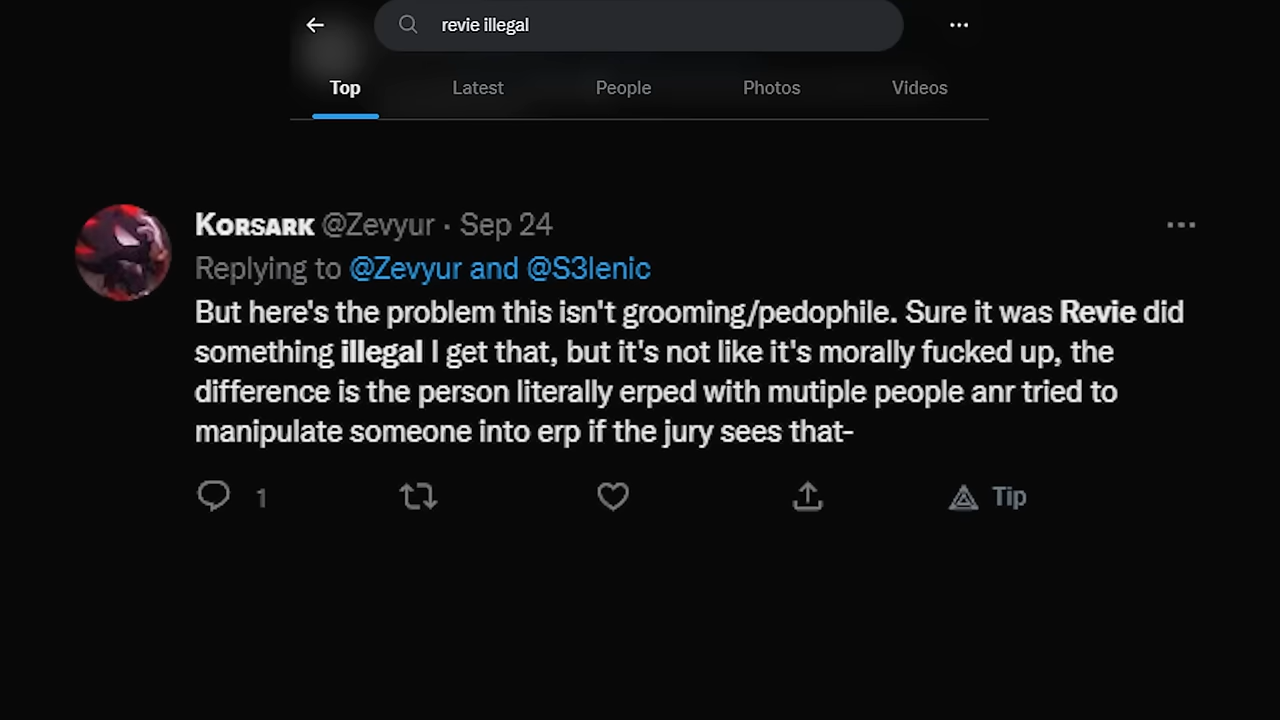 revie illegal
Top Latest People Photos Videos
Korsark @Zevyur · Sep 24
Replying to @Zevyur and @S3lenic
But here's the problem this isn't grooming/pedophile. Sure it was Revie did
something illegal I get that, but it's not like it's morally fucked up, the
difference is the person literally erped with mutiple people anr tried to
manipulate someone into erp if the jury sees that-
1 Tip